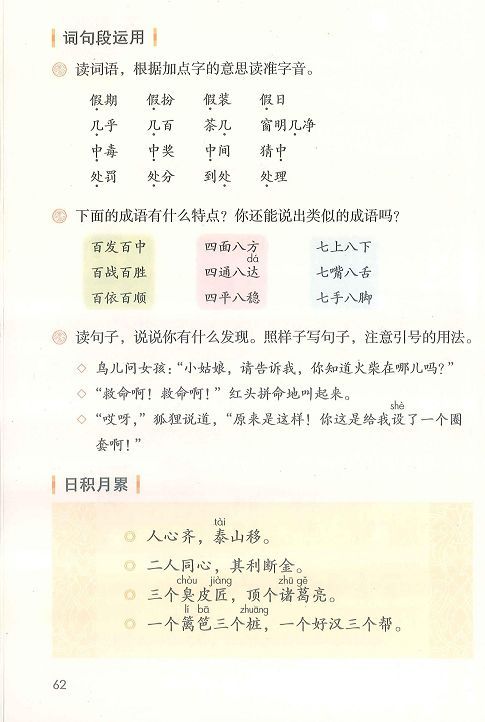 词句段运用
读词语，根据加点字的意思读准字音。
假期 假扮 假装 假日
几乎 几百 茶几 窗明几净
中毒 中奖 中间 猜中
处罚 处分 到处 处理
下面的成语有什么特点？你还能说出类似的成语吗？
百发百中 四面八方 七上八下
dá
百战百胜 四通八达 七嘴八舌
百依百顺 四平八稳 七手八脚
读句子，说说你有什么发现。照样子写句子，注意引号的用法。
◇ 鸟儿问女孩：“小姑娘，请告诉我，你知道火柴在哪儿吗？”
◇ “救命啊！救命啊！”红头拼命地叫起来。
shè
◇ “哎呀，”狐狸说道，“原来是这样！你这是给我设了一个圈
套啊！”
日积月累
tài
人心齐，泰山移。
二人同心，其利断金。
chòu jiàng zhū gě
三个臭皮匠，顶个诸葛亮。
lí bā zhuāng
一个篱笆三个桩，一个好汉三个帮。
62